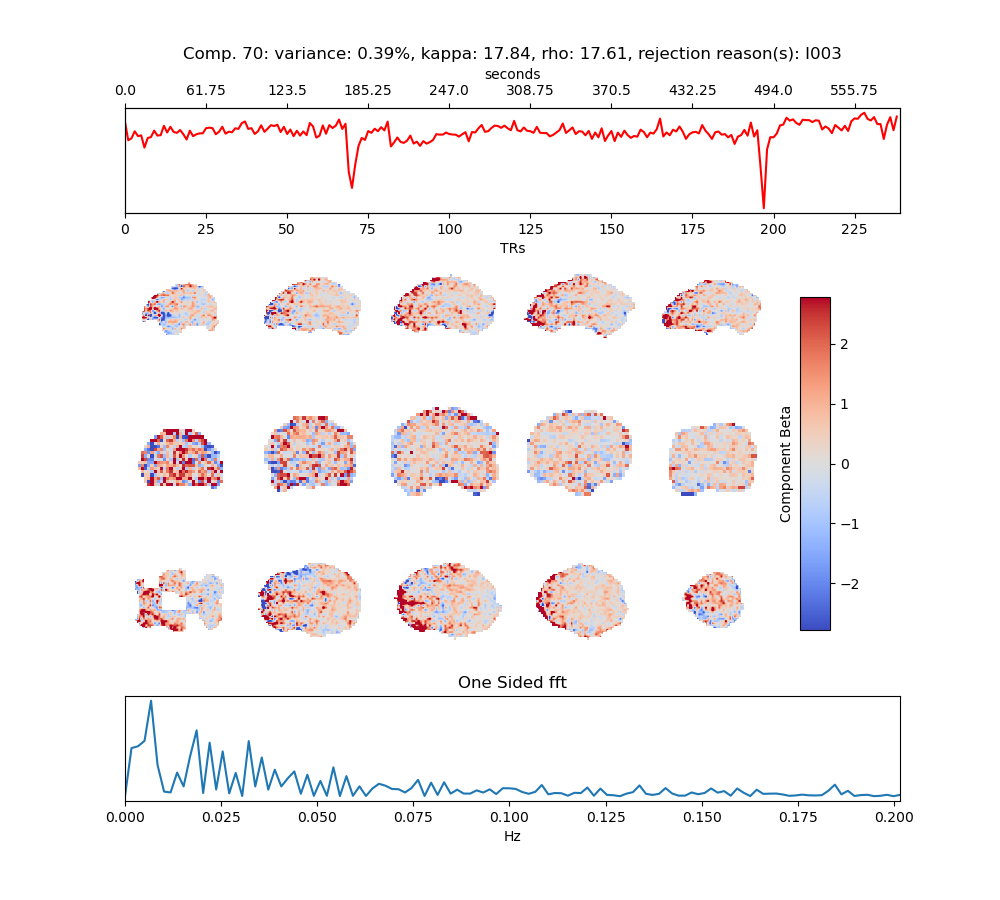 Comp. 70: variance: 0.39%, kappa: 17.84, rho: 17.61, rejection reason(s): I003
seconds
0.0 61.75 123.5 185.25 247.0 308.75 370.5 432.25 494.0 555.75
0 25 50 75 100 125 150 175 200 225
TRs
2
1
0
−1
−2
Component Beta
One Sided fft
0.000 0.025 0.050 0.075 0.100 0.125 0.150 0.175 0.200
Hz